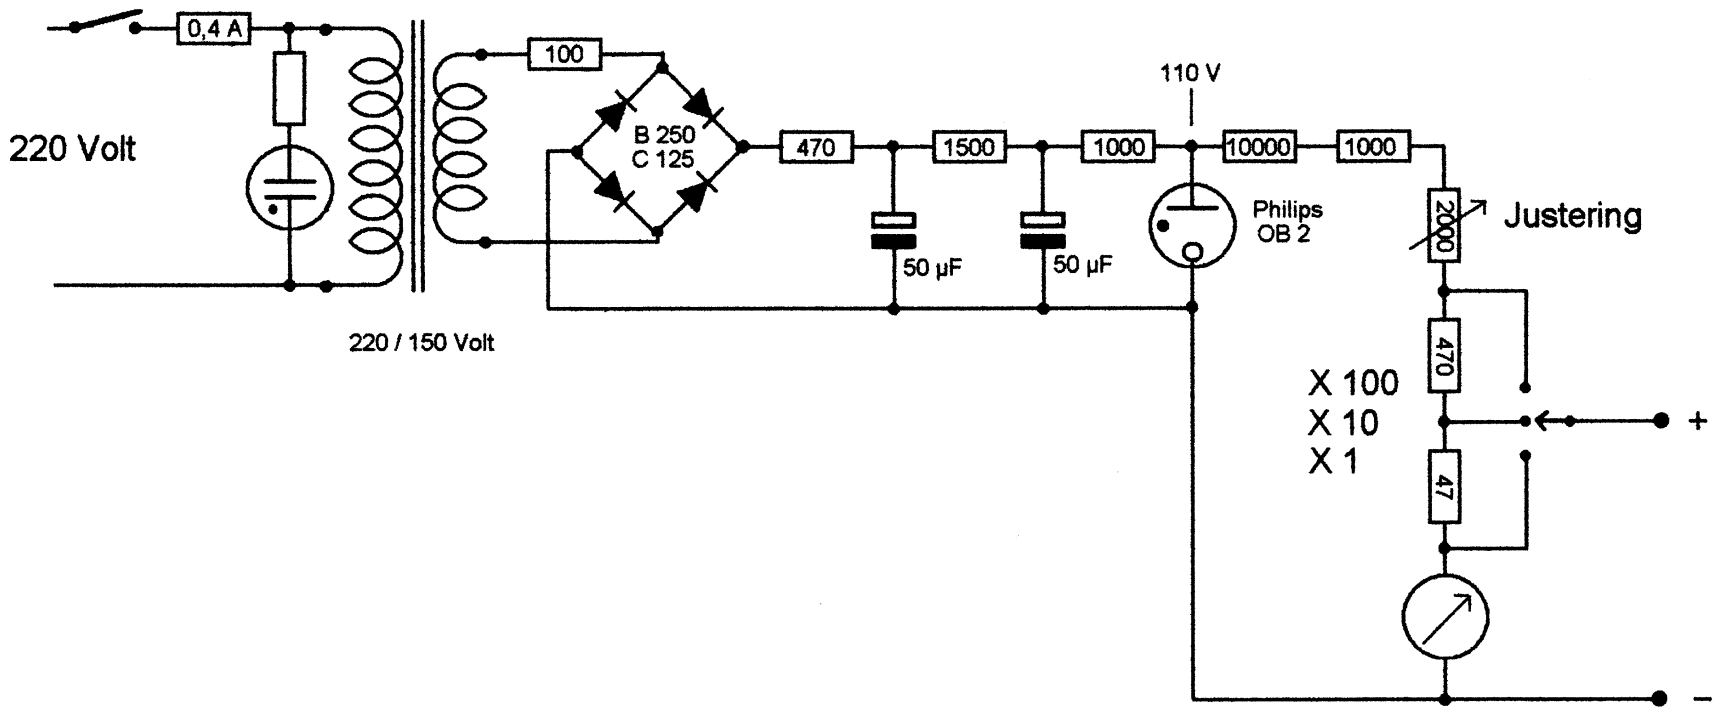 0,4 A
220 Volt
220 / 150 Volt
100
B 250
C 125
470
1500
1000
110 V
10000
1000
50 µF
50 µF
Philips
OB 2
2000
Justering
470
X 100
X 10
X 1
47
+
–